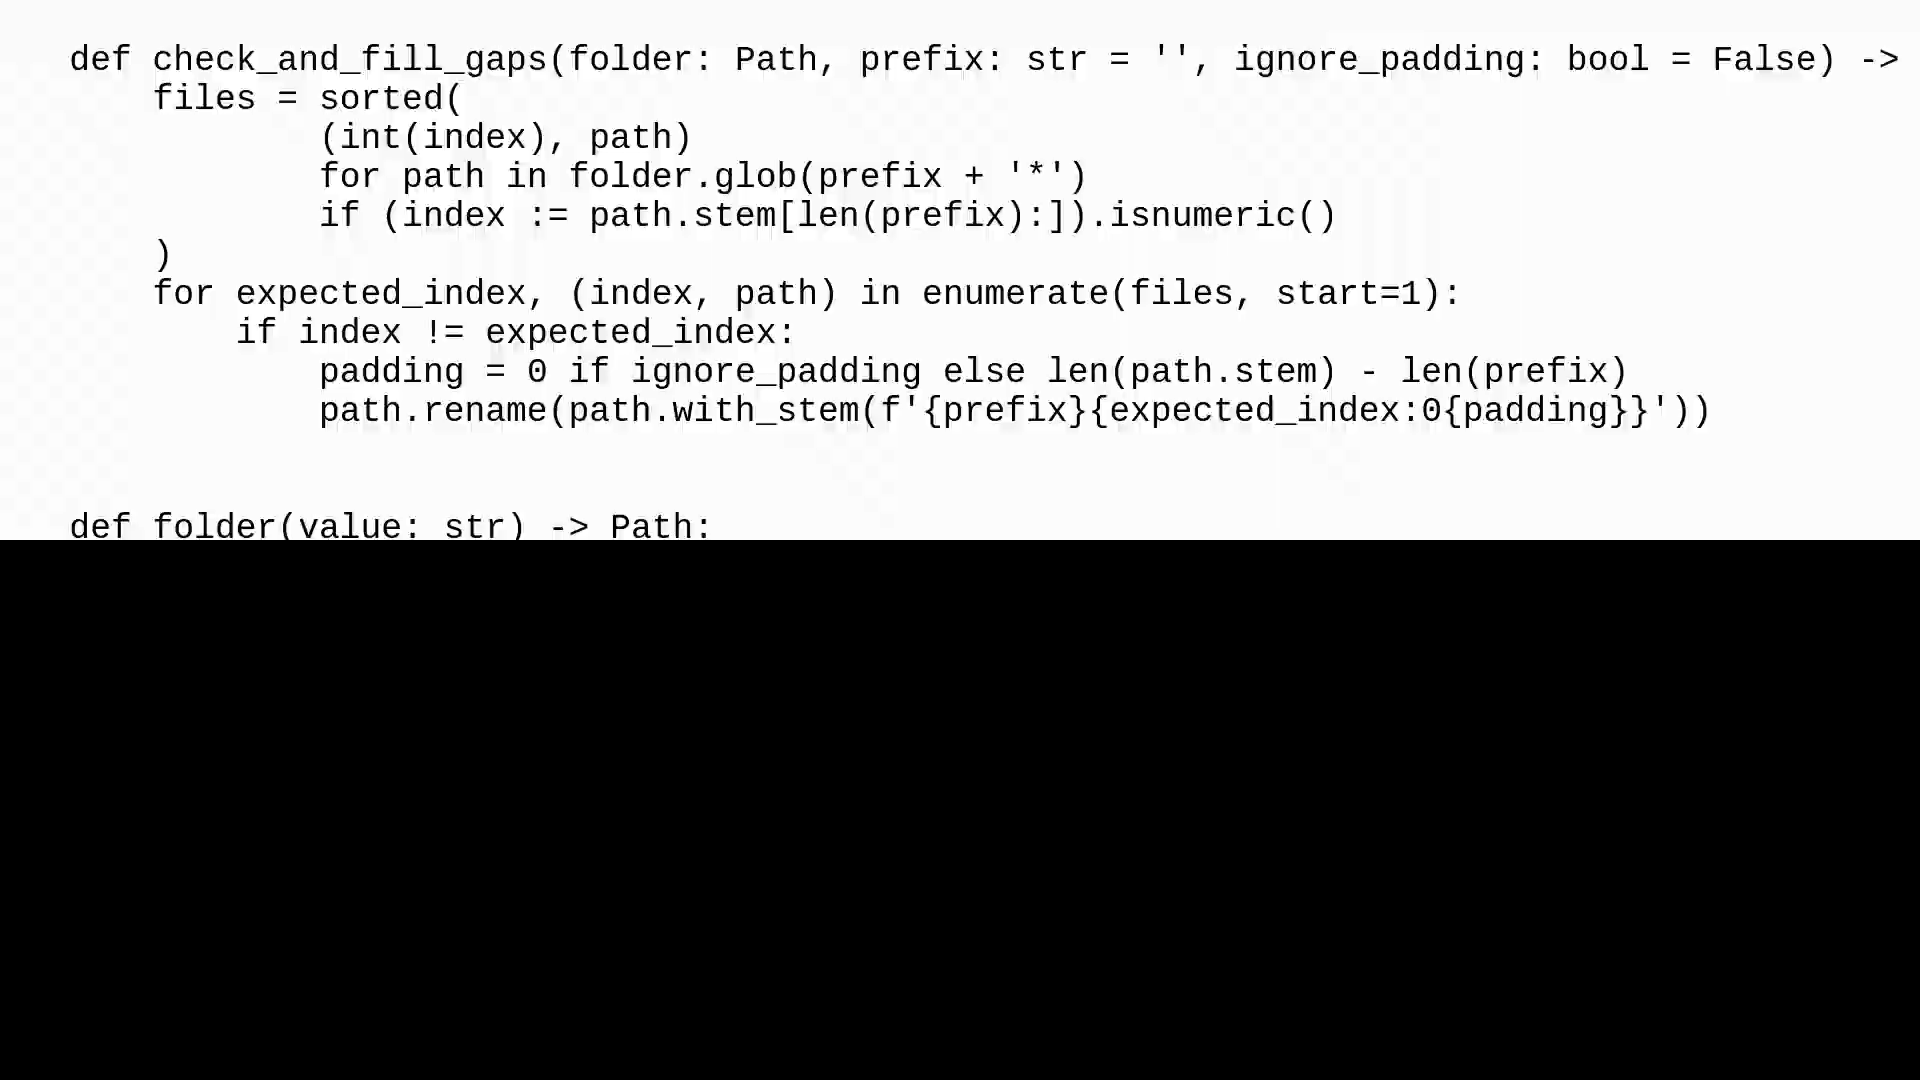 def check_and_fill_gaps(folder: Path, prefix: str = '', ignore_padding: bool = False) ->
files = sorted(
(int(index), path)
for path in folder.glob(prefix + '*')
if (index := path.stem[len(prefix):]).isnumeric()
)
for expected_index, (index, path) in enumerate(files, start=1):
if index != expected_index:
padding = 0 if ignore_padding else len(path.stem) - len(prefix)
path.rename(path.with_stem(f'{prefix}{expected_index:0{padding}}'))
def folder(value: str) -> Path: